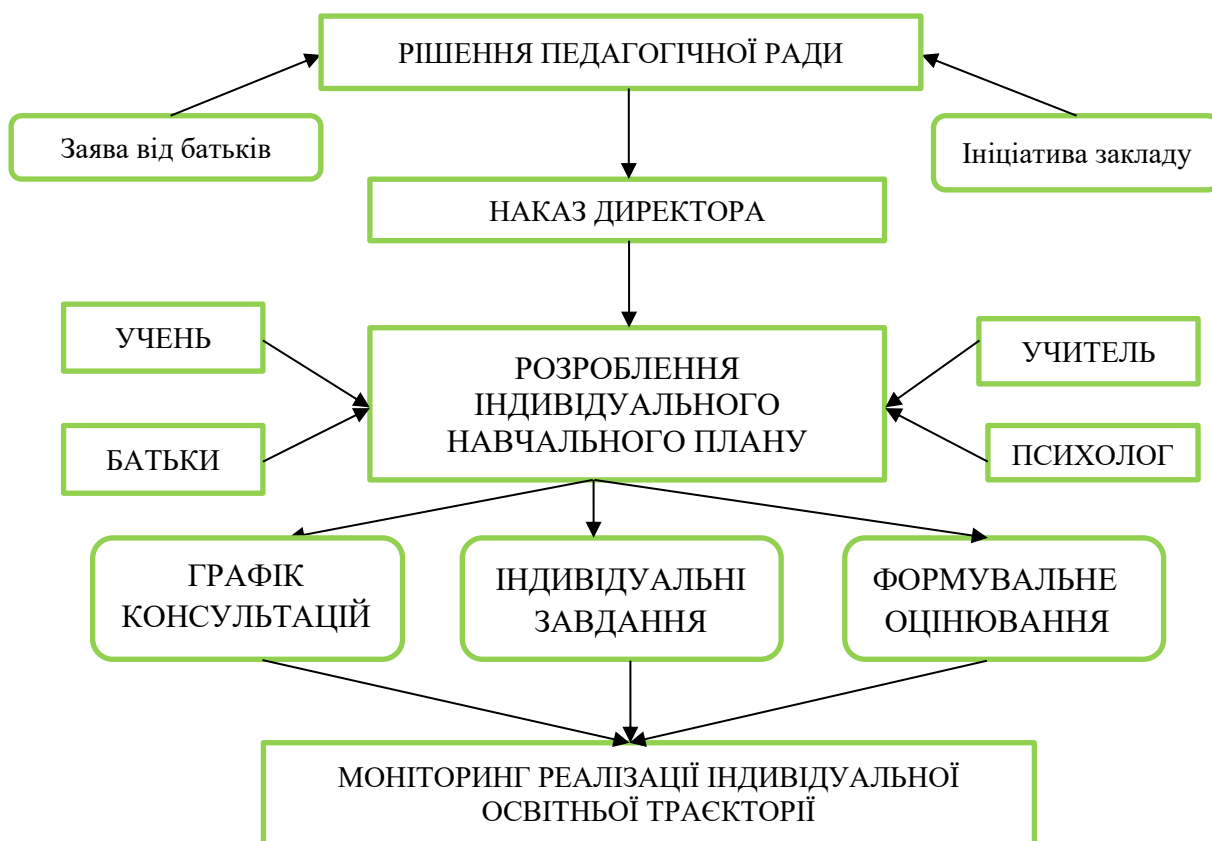 РІШЕННЯ ПЕДАГОГІЧНОЇ РАДИ
Заява від батьків
Ініціатива закладу
НАКАЗ ДИРЕКТОРА
УЧЕНЬ
УЧИТЕЛЬ
РОЗРОБЛЕННЯ
ІНДИВІДУАЛЬНОГО
НАВЧАЛЬНОГО ПЛАНУ
БАТЬКИ
ПСИХОЛОГ
ГРАФІК
КОНСУЛЬТАЦІЙ
ІНДИВІДУАЛЬНІ
ЗАВДАННЯ
ФОРМУВАЛЬНЕ
ОЦІНЮВАННЯ
МОНІТОРИНГ РЕАЛІЗАЦІЇ ІНДИВІДУАЛЬНОЇ
ОСВІТНЬОЇ ТРАЄКТОРІЇ